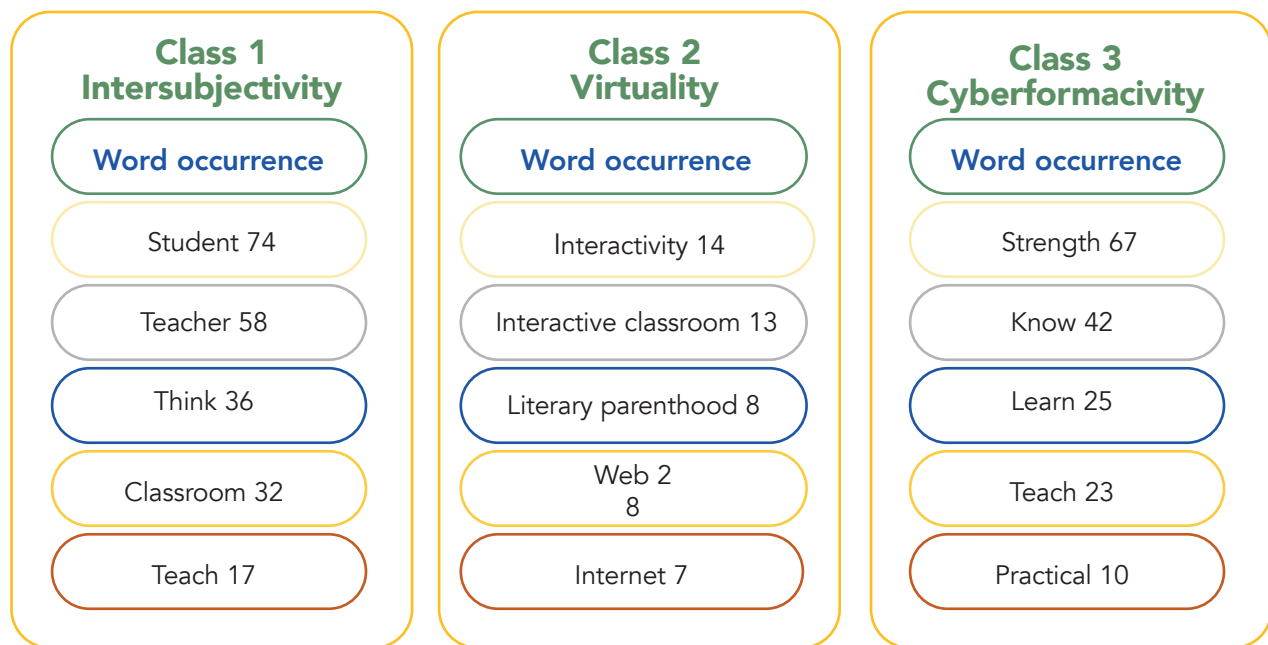 Class 1
Intersubjectivity
Word occurrence
Student 74
Teacher 58
Think 36
Classroom 32
Teach 17
Class 2
Virtuality
Word occurrence
Interactivity 14
Interactive classroom 13
Literary parenthood 8
Web 2
8
Internet 7
Class 3
Cyberformacivity
Word occurrence
Strength 67
Know 42
Learn 25
Teach 23
Practical 10